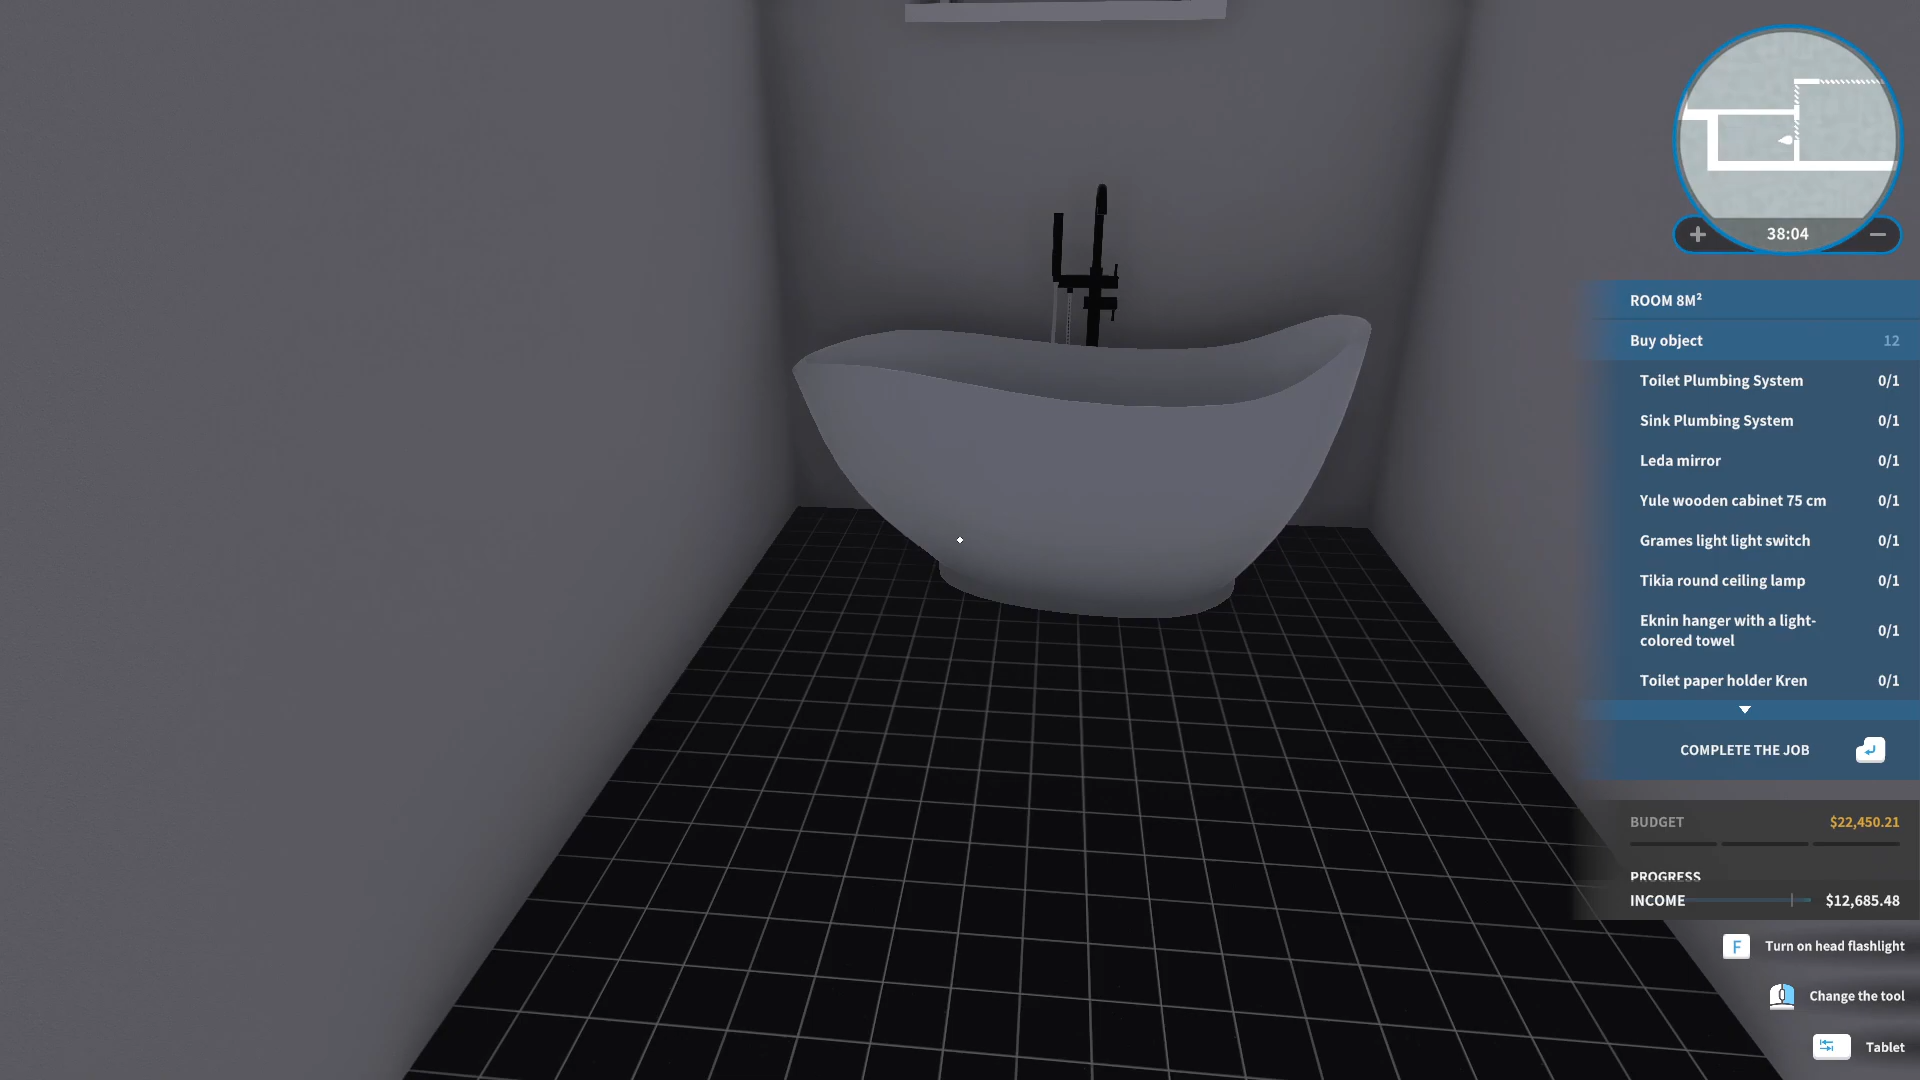 38:04
ROOM 8M²
Buy object 12
Toilet Plumbing System 0/1
Sink Plumbing System 0/1
Leda mirror 0/1
Yule wooden cabinet 75 cm 0/1
Grames light light switch 0/1
Tikia round ceiling lamp 0/1
Eknin hanger with a light-
colored towel 0/1
Toilet paper holder Kren 0/1
COMPLETE THE JOB
BUDGET $22,450.21
PROGRESS
INCOME $12,685.48
F Turn on head flashlight
Change the tool
Tablet